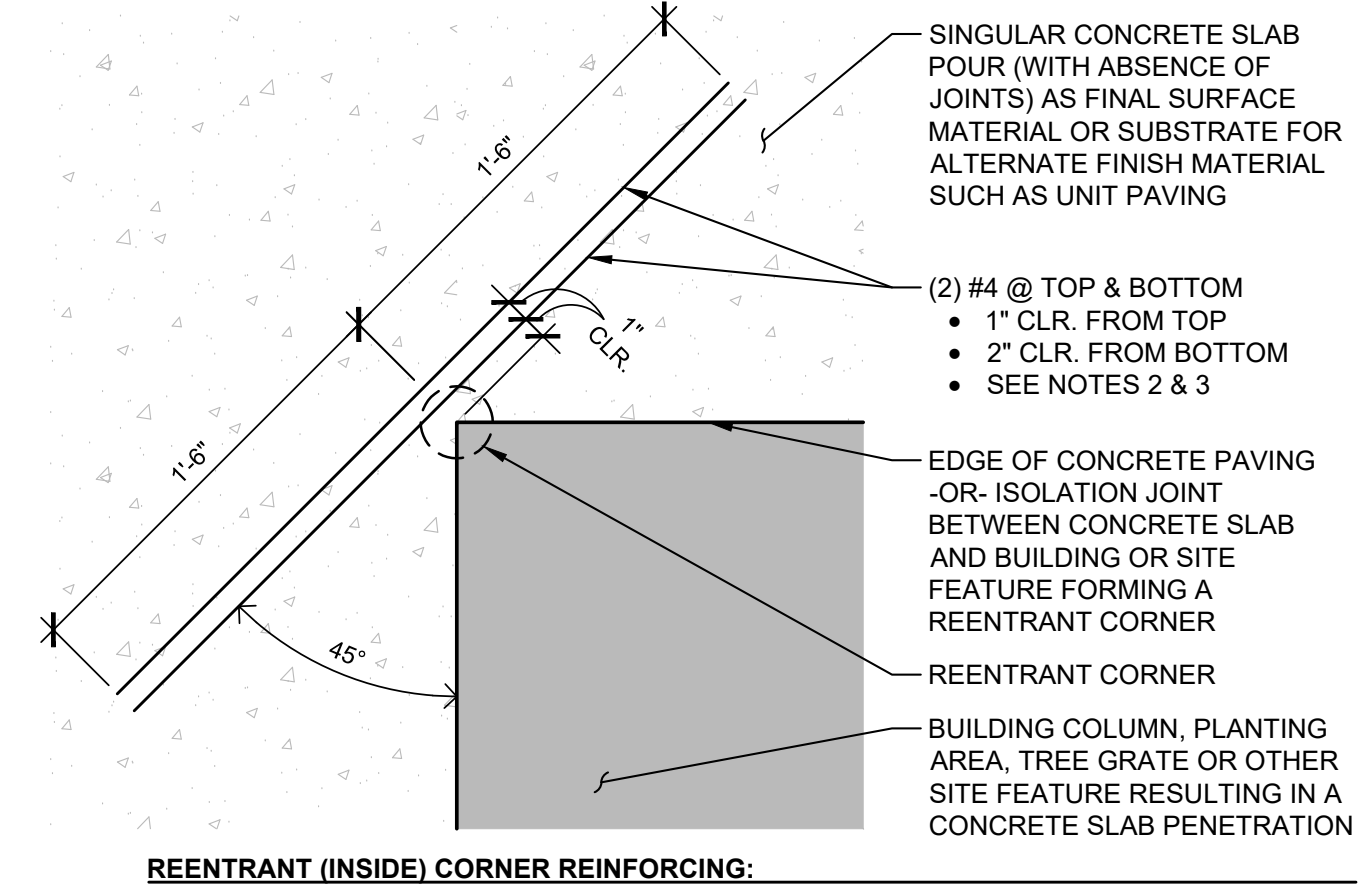 SINGULAR CONCRETE SLAB
POUR (WITH ABSENCE OF
JOINTS) AS FINAL SURFACE
MATERIAL OR SUBSTRATE FOR
ALTERNATE FINISH MATERIAL
SUCH AS UNIT PAVING
1'-6"
(2) #4 @ TOP & BOTTOM
• 1" CLR. FROM TOP
• 2" CLR. FROM BOTTOM
• SEE NOTES 2 & 3
1"
CLR.
1'-6"
EDGE OF CONCRETE PAVING
-OR- ISOLATION JOINT
BETWEEN CONCRETE SLAB
AND BUILDING OR SITE
FEATURE FORMING A
REENTRANT CORNER
45°
REENTRANT CORNER
BUILDING COLUMN, PLANTING
AREA, TREE GRATE OR OTHER
SITE FEATURE RESULTING IN A
CONCRETE SLAB PENETRATION
REENTRANT (INSIDE) CORNER REINFORCING: